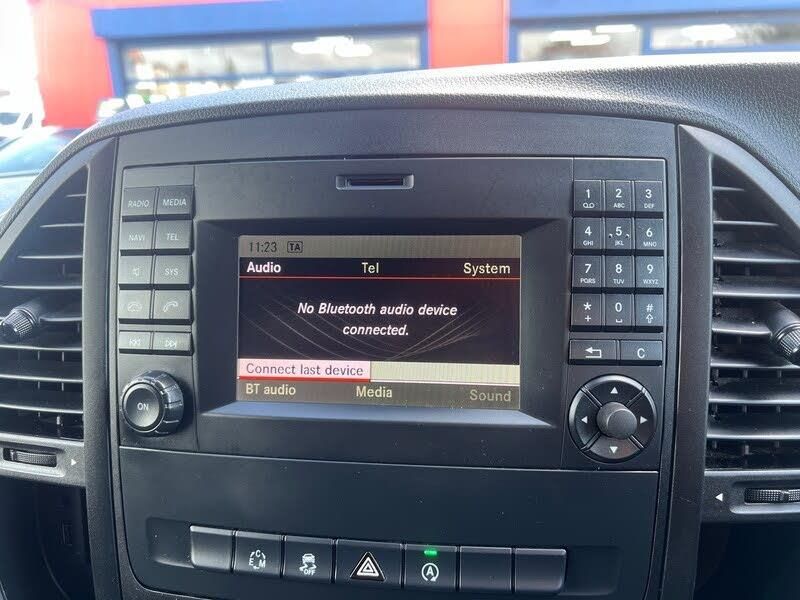 RADIO MEDIA
NAVI TEL
SYS
ON
11:23 TA
Audio Tel System
No Bluetooth audio device
connected.
Connect last device
BT audio Media Sound
1 2 ABC 3 DEF
4 GHI 5 JKL 6 MNO
7 PQRS 8 TUV 9 WXYZ
* + 0 #
C
C E M
OFF
A